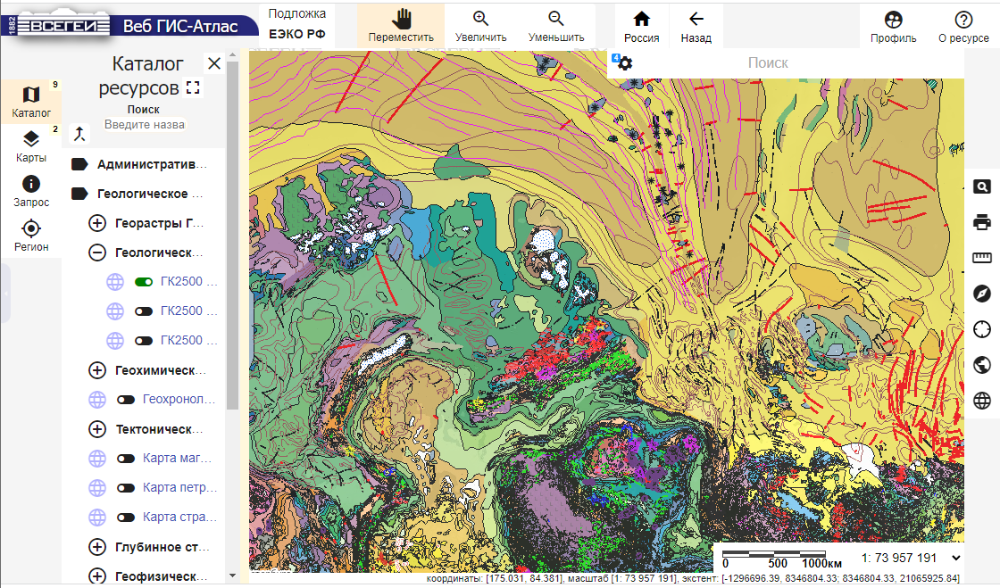 1882
ВСЕГЕИ
Веб ГИС-Атлас
Подложка
ЕЭКО РФ
Переместить
Увеличить
Уменьшить
Россия
Назад
Профиль
О ресурсе
9
Каталог
2
Карты
Запрос
Регион
Каталог
ресурсов
Поиск
Введите назва
4
Поиск
Административ...
Геологическое ...
Георастры Г...
Геологическ...
ГК2500 ...
ГК2500 ...
ГК2500 ...
Геохимическ...
Геохронол...
Тектоническ...
Карта маг...
Карта петр...
Карта стра...
Глубинное ст...
Геофизическ...
0 500 1000км
1: 73 957 191
координаты: [175.031, 84.381], масштаб [1: 73 957 191], экстент: [-1296696.39, 8346804.33, 8346804.33, 21065925.84]